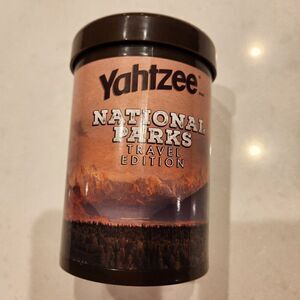 Yahtzee
NATIONAL
PARKS
TRAVEL
EDITION